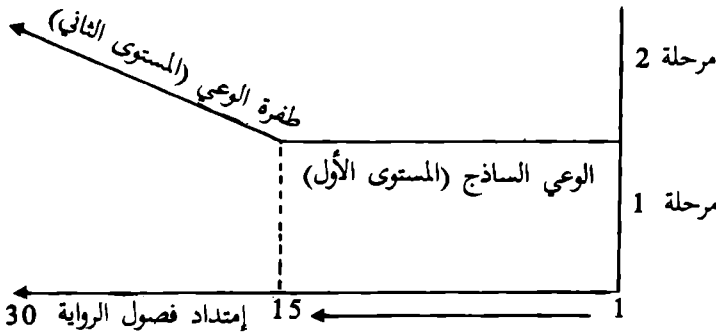 مرحلة 2
طفرة الوعي (المستوى الثاني)
الوعي الساذج (المستوى الأول)
مرحلة 1
1 15 إمتداد فصول الرواية 30